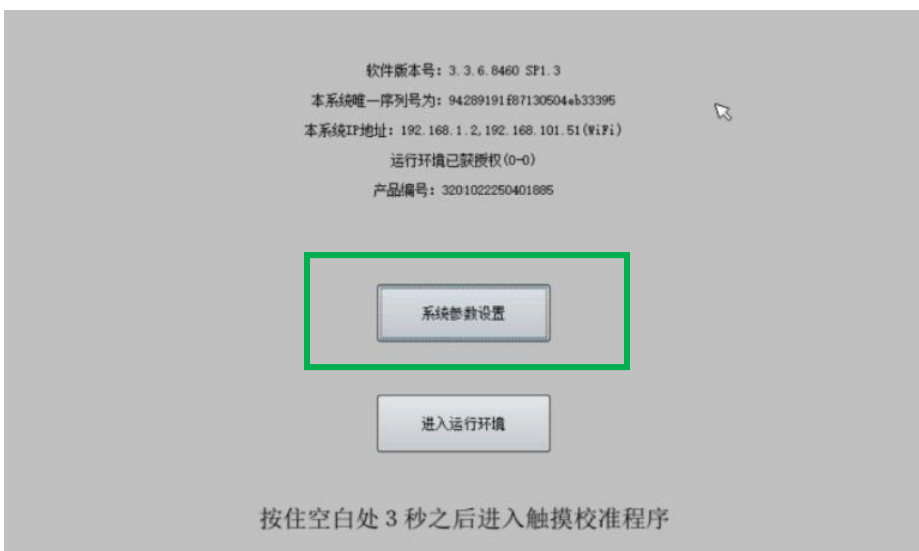 软件版本号: 3.3.6.8460 SP1.3
本系统唯一序列号为: 94289191f87130504eb33395
本系统IP地址: 192.168.1.2,192.168.101.51(WiFi)
运行环境已获授权(0-0)
产品编号: 3201022250401885
系统参数设置
进入运行环境
按住空白处3秒之后进入触摸校准程序